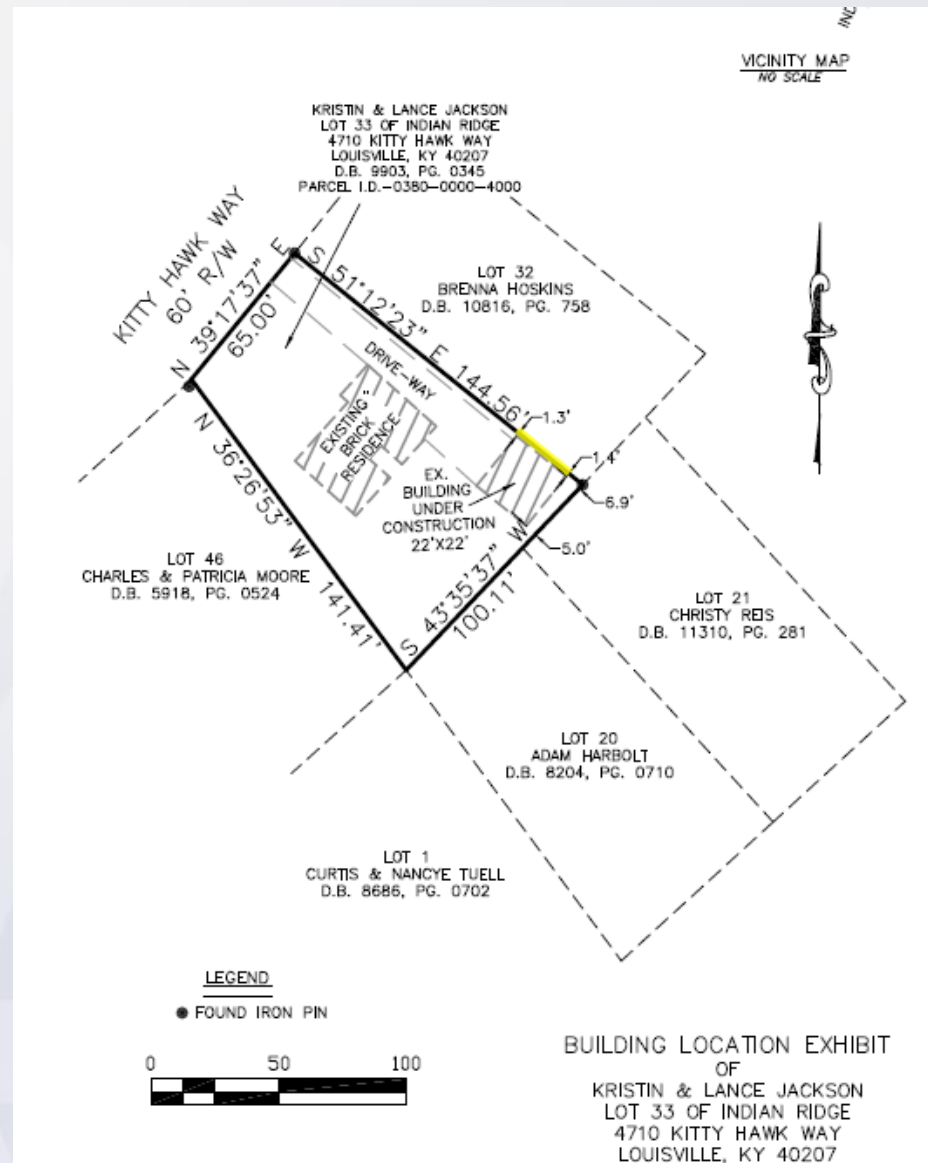 IND
VICINITY MAP
NO SCALE
KRISTIN & LANCE JACKSON
LOT 33 OF INDIAN RIDGE
4710 KITTY HAWK WAY
LOUISVILLE, KY 40207
D.B. 9903, PG. 0345
PARCEL I.D.-0380-0000-4000
KITTY HAWK WAY
60' R/W
N 39°17'37" E
65.00'
S 51°12'23" E 144.56'
LOT 32
BRENNA HOSKINS
D.B. 10816, PG. 758
DRIVE-WAY
1.3'
1.4'
6.9'
5.0'
EXISTING"
BRICK
RESIDENCE
EX.
BUILDING
UNDER
CONSTRUCTION
22'X22'
N 36°26'53" W 141.41'
S 43°35'37" W
100.11'
LOT 46
CHARLES & PATRICIA MOORE
D.B. 5918, PG. 0524
LOT 21
CHRISTY REIS
D.B. 11310, PG. 281
LOT 20
ADAM HARBOLT
D.B. 8204, PG. 0710
LOT 1
CURTIS & NANCYE TUELL
D.B. 8686, PG. 0702
LEGEND
FOUND IRON PIN
0 50 100
BUILDING LOCATION EXHIBIT
OF
KRISTIN & LANCE JACKSON
LOT 33 OF INDIAN RIDGE
4710 KITTY HAWK WAY
LOUISVILLE, KY 40207